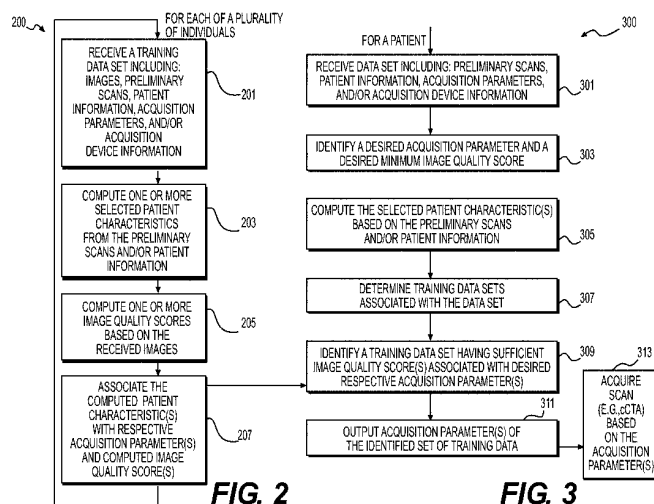 200
FOR EACH OF A PLURALITY
OF INDIVIDUALS
RECEIVE A TRAINING
DATA SET INCLUDING:
IMAGES, PRELIMINARY
SCANS, PATIENT
INFORMATION, ACQUISITION
PARAMETERS, AND/OR
ACQUISITION
DEVICE INFORMATION
201
COMPUTE ONE OR MORE
SELECTED PATIENT
CHARACTERISTICS
FROM THE PRELIMINARY
SCANS AND/OR PATIENT
INFORMATION
203
COMPUTE ONE OR MORE
IMAGE QUALITY SCORES
BASED ON THE
RECEIVED IMAGES
205
ASSOCIATE THE
COMPUTED PATIENT
CHARACTERISTIC(S)
WITH RESPECTIVE
ACQUISITION PARAMETER(S)
AND COMPUTED IMAGE
QUALITY SCORE(S)
207
FIG. 2
300
FOR A PATIENT
RECEIVE DATA SET INCLUDING: PRELIMINARY SCANS,
PATIENT INFORMATION, ACQUISITION PARAMETERS,
AND/OR ACQUISITION DEVICE INFORMATION
301
IDENTIFY A DESIRED ACQUISITION PARAMETER AND A
DESIRED MINIMUM IMAGE QUALITY SCORE
303
COMPUTE THE SELECTED PATIENT CHARACTERISTIC(S)
BASED ON THE PRELIMINARY SCANS
AND/OR PATIENT INFORMATION
305
DETERMINE TRAINING DATA SETS
ASSOCIATED WITH THE DATA SET
307
IDENTIFY A TRAINING DATA SET HAVING SUFFICIENT
IMAGE QUALITY SCORE(S) ASSOCIATED WITH DESIRED
RESPECTIVE ACQUISITION PARAMETER(S)
309
OUTPUT ACQUISITION PARAMETER(S) OF
THE IDENTIFIED SET OF TRAINING DATA
311
313
ACQUIRE
SCAN
(E.G.,cCTA)
BASED
ON THE
ACQUISITION
PARAMETER(S)
FIG. 3